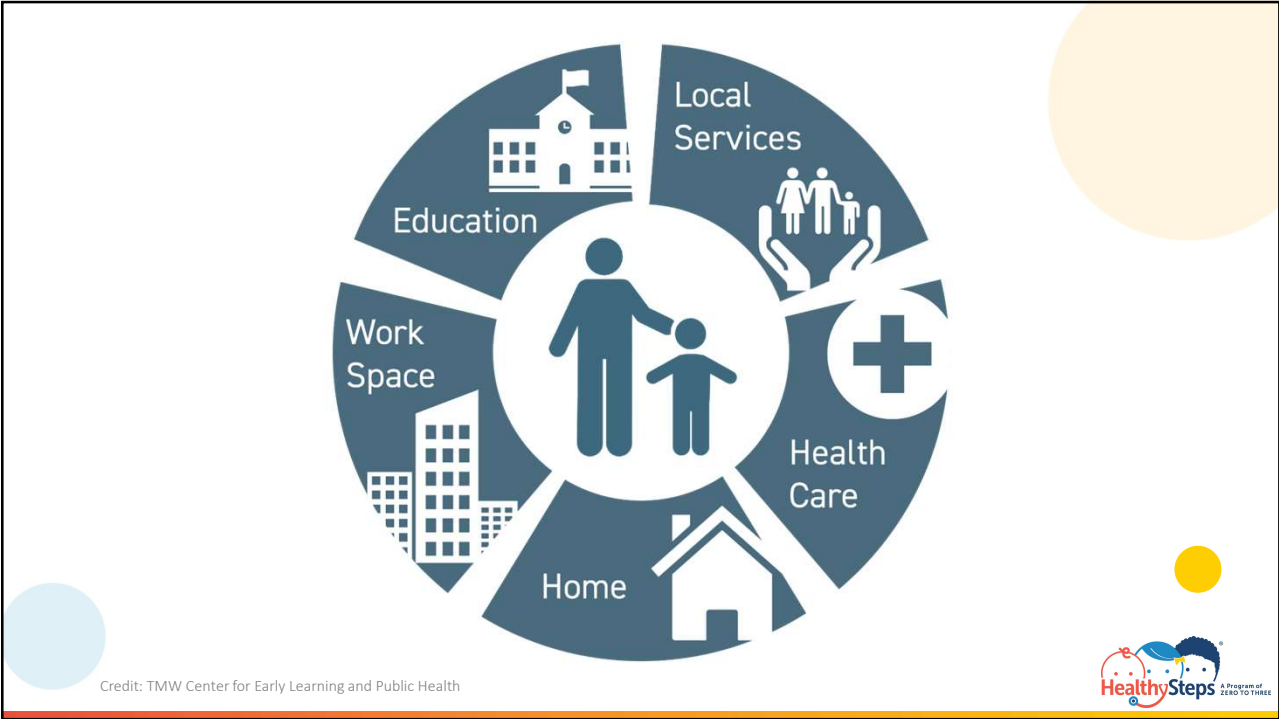 Local
Services
Education
Work
Space
Health
Care
Home
Credit: TMW Center for Early Learning and Public Health
HealthySteps
A Program of
ZERO TO THREE
®